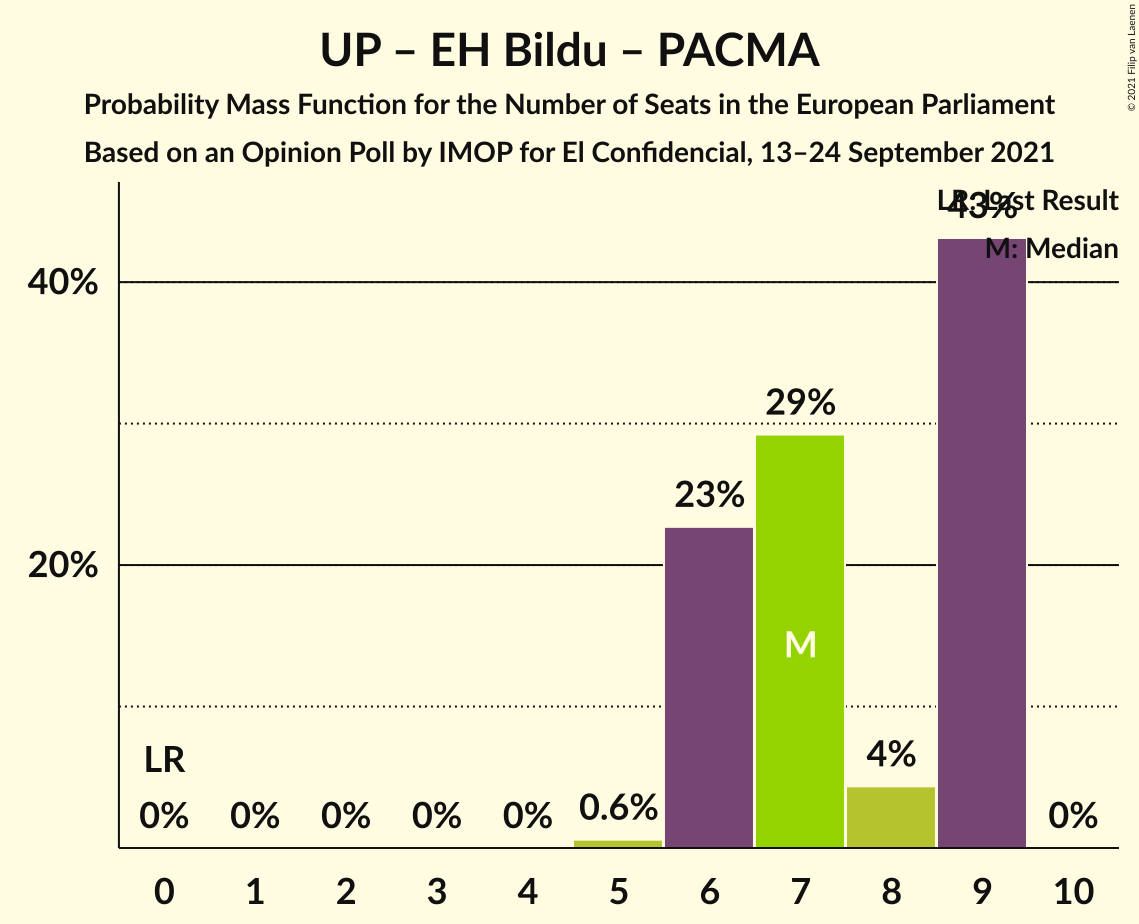 UP – EH Bildu – PACMA
Probability Mass Function for the Number of Seats in the European Parliament
Based on an Opinion Poll by IMOP for El Confidencial, 13–24 September 2021
© 2021 Filip van Laenen
LR: Last Result
M: Median
43%
40%
29%
23%
20%
M
LR
4%
0%
0%
0%
0%
0%
0.6%
0%
0 1 2 3 4 5 6 7 8 9 10